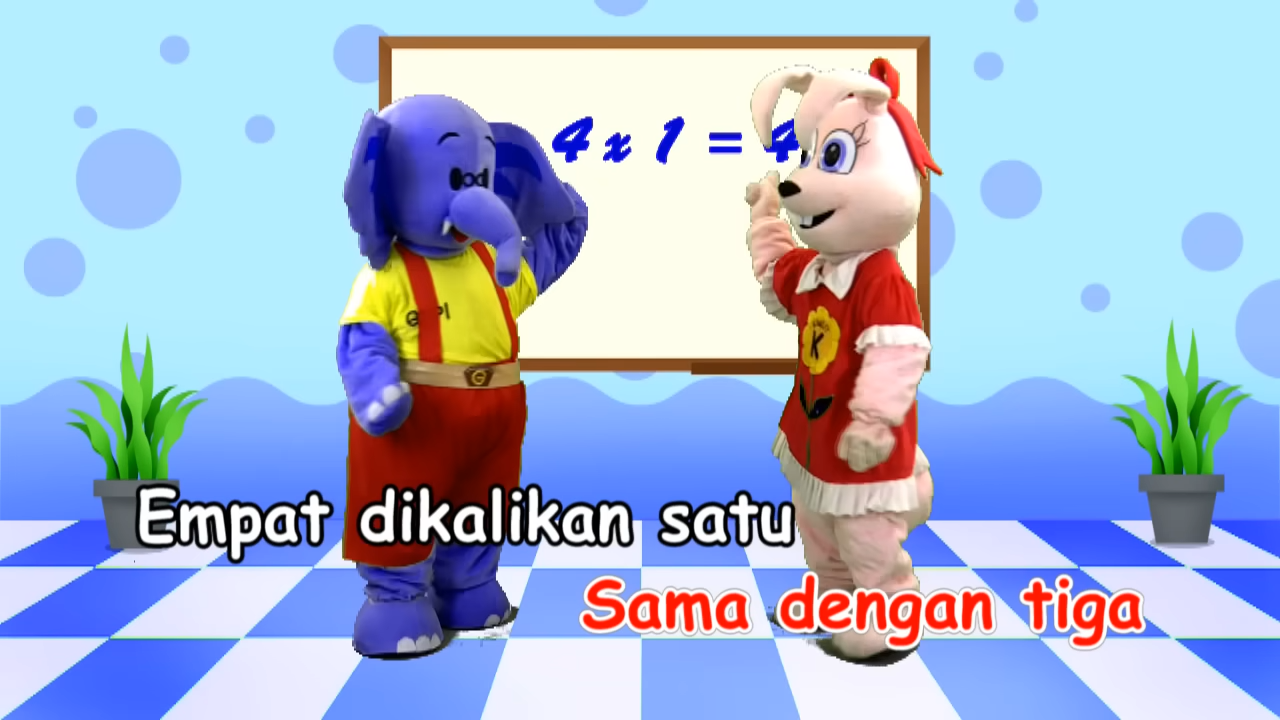 4 x 1 = 4
K
G
Empat dikalikan satu
Sama dengan tiga